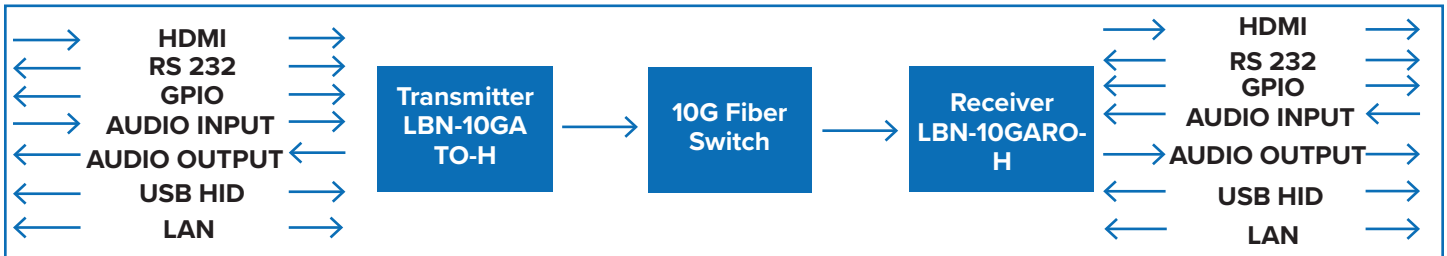 HDMI
RS 232
GPIO
AUDIO INPUT
AUDIO OUTPUT
USB HID
LAN
Transmitter
LBN-10GA
TO-H
10G Fiber
Switch
Receiver
LBN-10GARO-
H
HDMI
RS 232
GPIO
AUDIO INPUT
AUDIO OUTPUT
USB HID
LAN